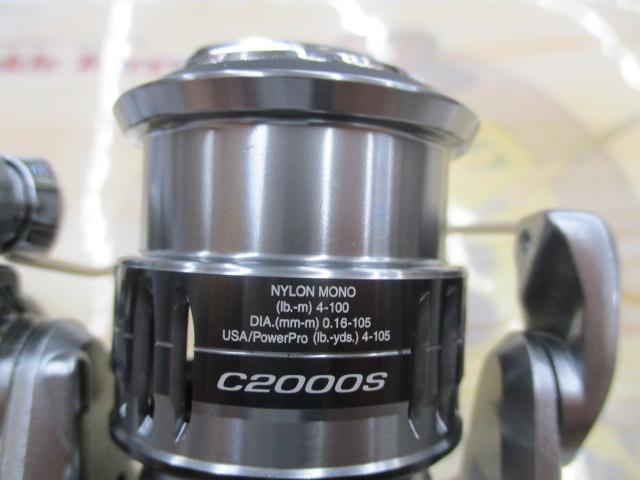 NYLON MONO
(lb.-m) 4-100
DIA.(mm-m) 0.16-105
USA/PowerPro (lb.-yds.) 4-105
C2000S